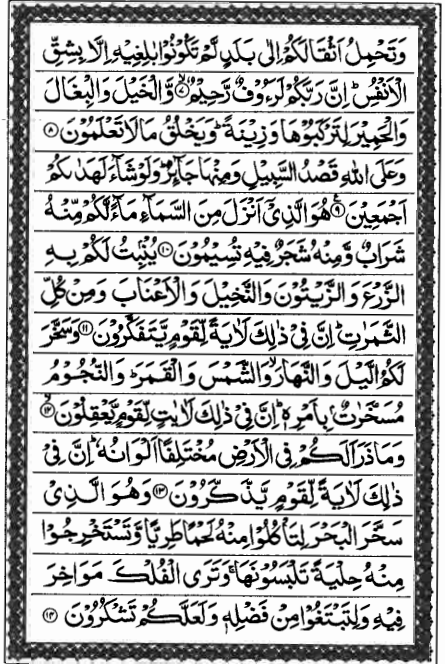 وَتَحْمِلُ اَثْقَالَكُمْ اِلٰى بَلَدٍ لَّمْ تَكُوْنُوْا بٰلِغِيْهِ اِلَّا بِشِقِّ
الْاَنْفُسِ ؕ اِنَّ رَبَّكُمْ لَرَءُوْفٌ رَّحِيْمٌ ۙ﴿۷﴾ وَّالْخَيْلَ وَالْبِغَالَ
وَالْحَمِيْرَ لِتَرْكَبُوْهَا وَزِيْنَةً ؕ وَيَخْلُقُ مَا لَا تَعْلَمُوْنَ ﴿۸﴾
وَعَلَى اللّٰهِ قَصْدُ السَّبِيْلِ وَمِنْهَا جَآئِرٌ ؕ وَلَوْ شَآءَ لَهَدٰىكُمْ
اَجْمَعِيْنَ ﴿۹﴾ هُوَ الَّذِىْۤ اَنْزَلَ مِنَ السَّمَآءِ مَآءً لَّكُمْ مِّنْهُ
شَرَابٌ وَّمِنْهُ شَجَرٌ فِيْهِ تُسِيْمُوْنَ ﴿۱۰﴾ يُنْۢبِتُ لَكُمْ بِهِ
الزَّرْعَ وَالزَّيْتُوْنَ وَالنَّخِيْلَ وَالْاَعْنَابَ وَمِنْ كُلِّ
الثَّمَرٰتِ ؕ اِنَّ فِىْ ذٰلِكَ لَاٰيَةً لِّقَوْمٍ يَّتَفَكَّرُوْنَ ﴿۱۱﴾ وَسَخَّرَ
لَكُمُ الَّيْلَ وَالنَّهَارَ ۙ وَالشَّمْسَ وَالْقَمَرَ ؕ وَالنُّجُوْمُ
مُسَخَّرٰتٌۢ بِاَمْرِهٖ ؕ اِنَّ فِىْ ذٰلِكَ لَاٰيٰتٍ لِّقَوْمٍ يَّعْقِلُوْنَ ۙ﴿۱۲﴾
وَمَا ذَرَاَ لَكُمْ فِى الْاَرْضِ مُخْتَلِفًا اَلْوَانُهٗ ؕ اِنَّ فِىْ
ذٰلِكَ لَاٰيَةً لِّقَوْمٍ يَّذَّكَّرُوْنَ ﴿۱۳﴾ وَهُوَ الَّذِىْ
سَخَّرَ الْبَحْرَ لِتَاْكُلُوْا مِنْهُ لَحْمًا طَرِيًّا وَّتَسْتَخْرِجُوْا
مِنْهُ حِلْيَةً تَلْبَسُوْنَهَا ۚ وَتَرَى الْفُلْكَ مَوَاخِرَ
فِيْهِ وَلِتَبْتَغُوْا مِنْ فَضْلِهٖ وَلَعَلَّكُمْ تَشْكُرُوْنَ ﴿۱۴﴾